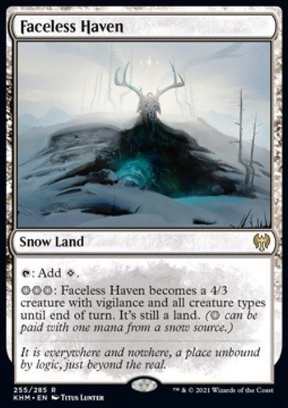 Faceless Haven
Snow Land
: Add .
: Faceless Haven becomes a 4/3
creature with vigilance and all creature types
until end of turn. It's still a land. ( can
be paid with one mana from a snow source.)
It is everywhere and nowhere, a place unbound
by logic, just beyond the real.
255/285 R
KHM • EN Titus Lunter
™ & © 2021 Wizards of the Coast